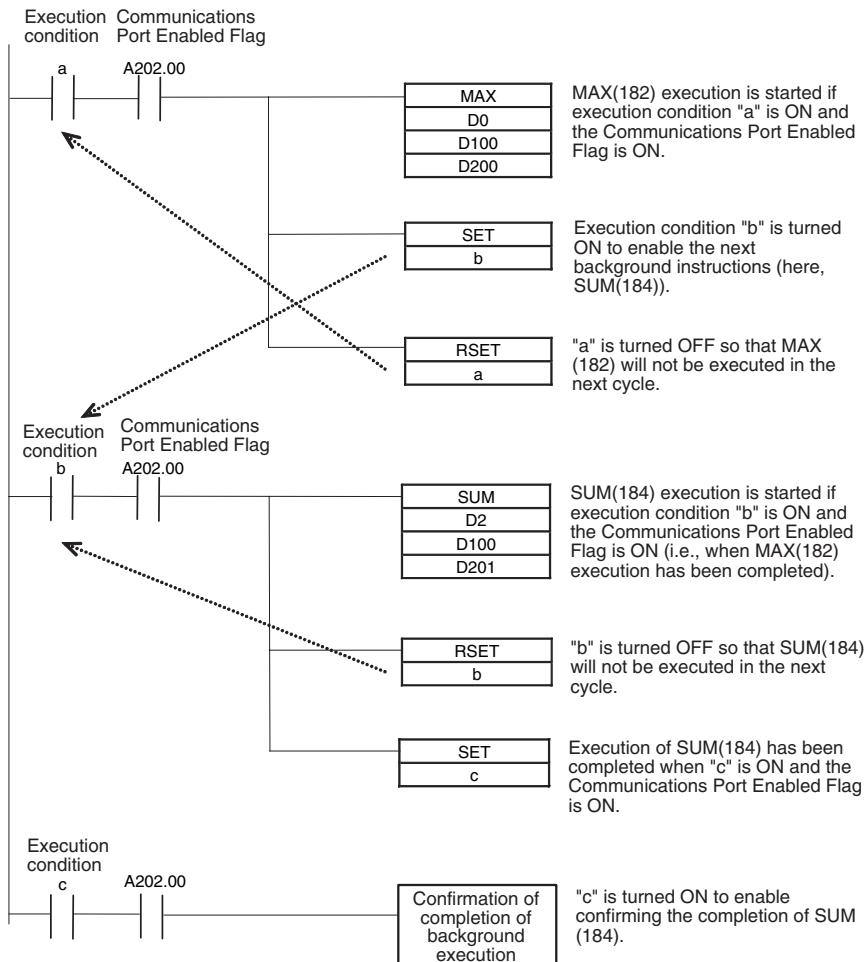 Execution
condition
Communications
Port Enabled Flag
a
A202.00
MAX
D0
D100
D200
MAX(182) execution is started if
execution condition "a" is ON and
the Communications Port Enabled
Flag is ON.
SET
b
Execution condition "b" is turned
ON to enable the next
background instructions (here,
SUM(184)).
RSET
a
"a" is turned OFF so that MAX
(182) will not be executed in the
next cycle.
Execution
condition
Communications
Port Enabled Flag
b
A202.00
SUM
D2
D100
D201
SUM(184) execution is started if
execution condition "b" is ON and
the Communications Port Enabled
Flag is ON (i.e., when MAX(182)
execution has been completed).
RSET
b
"b" is turned OFF so that SUM(184)
will not be executed in the next
cycle.
SET
c
Execution of SUM(184) has been
completed when "c" is ON and the
Communications Port Enabled Flag
is ON.
Execution
condition
c
A202.00
Confirmation of
completion of
background
execution
"c" is turned ON to enable
confirming the completion of SUM
(184).